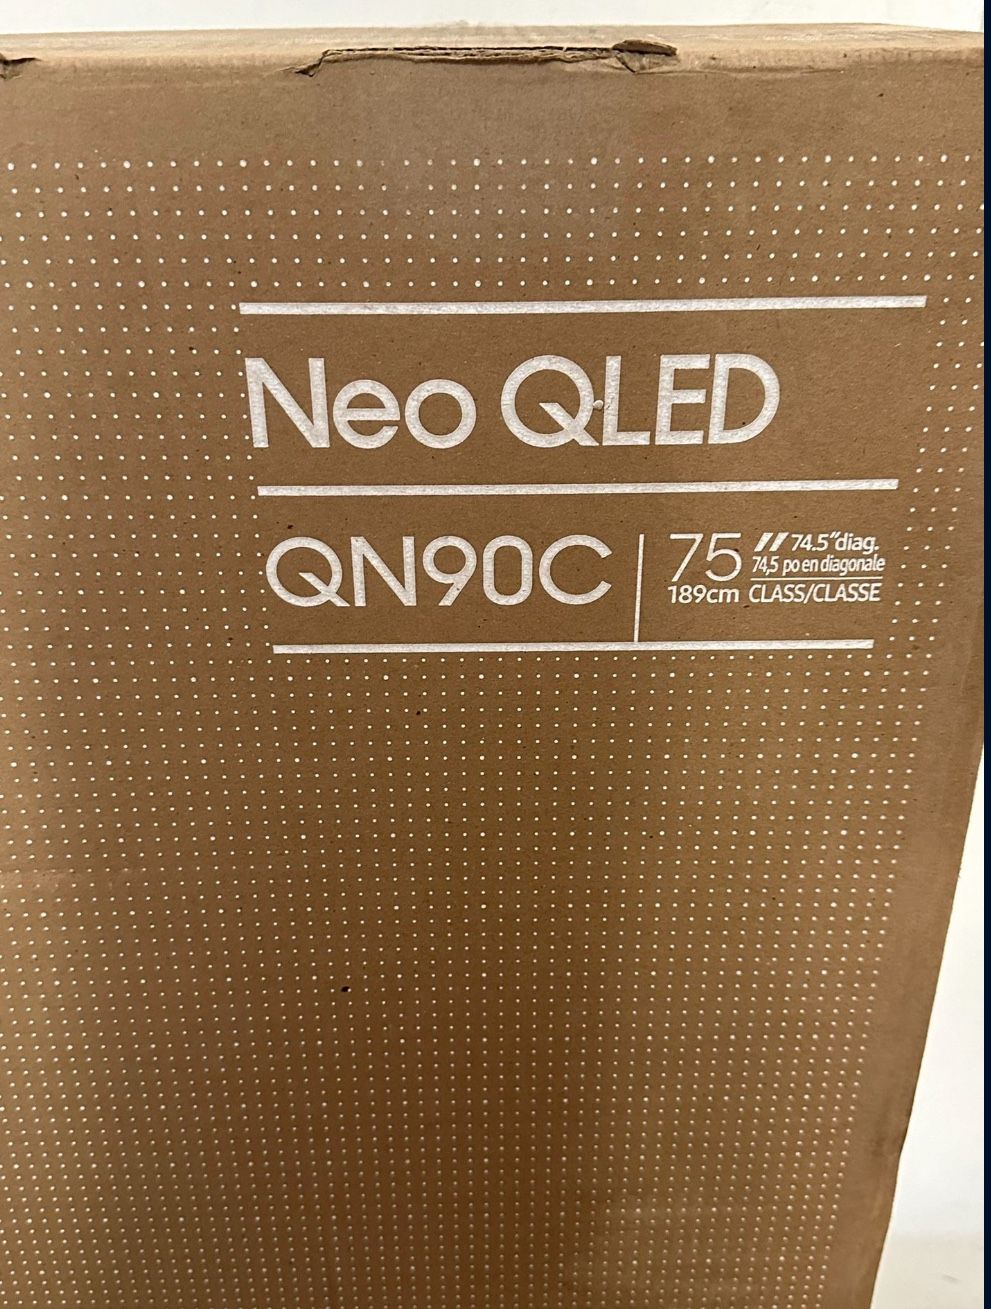 Neo QLED
QN90C
75" 74.5"diag.
74,5 po en diagonale
189cm CLASS/CLASSE